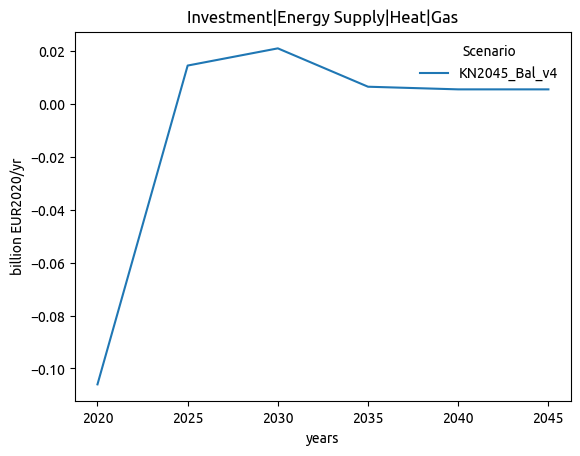 Investment|Energy Supply|Heat|Gas
Scenario
KN2045_Bal_v4
billion EUR2020/yr
0.02
0.00
−0.02
−0.04
−0.06
−0.08
−0.10
2020 2025 2030 2035 2040 2045
years